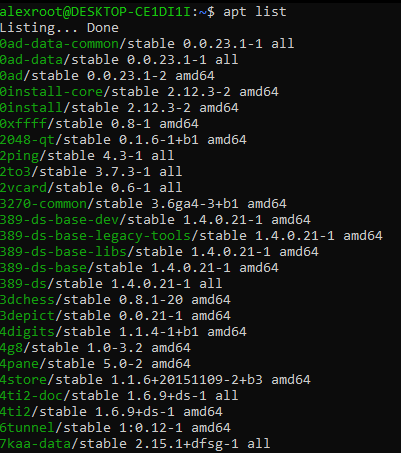 alexroot@DESKTOP-CE1DI1I:~$ apt list
Listing... Done
0ad-data-common/stable 0.0.23.1-1 all
0ad-data/stable 0.0.23.1-1 all
0ad/stable 0.0.23.1-2 amd64
0install-core/stable 2.12.3-2 amd64
0install/stable 2.12.3-2 amd64
0xffff/stable 0.8-1 amd64
2048-qt/stable 0.1.6-1+b1 amd64
2ping/stable 4.3-1 all
2to3/stable 3.7.3-1 all
2vcard/stable 0.6-1 all
3270-common/stable 3.6ga4-3+b1 amd64
389-ds-base-dev/stable 1.4.0.21-1 amd64
389-ds-base-legacy-tools/stable 1.4.0.21-1 amd64
389-ds-base-libs/stable 1.4.0.21-1 amd64
389-ds-base/stable 1.4.0.21-1 amd64
389-ds/stable 1.4.0.21-1 all
3dchess/stable 0.8.1-20 amd64
3depict/stable 0.0.21-1 amd64
4digits/stable 1.1.4-1+b1 amd64
4g8/stable 1.0-3.2 amd64
4pane/stable 5.0-2 amd64
4store/stable 1.1.6+20151109-2+b3 amd64
4ti2-doc/stable 1.6.9+ds-1 all
4ti2/stable 1.6.9+ds-1 amd64
6tunnel/stable 1:0.12-1 amd64
7kaa-data/stable 2.15.1+dfsg-1 all